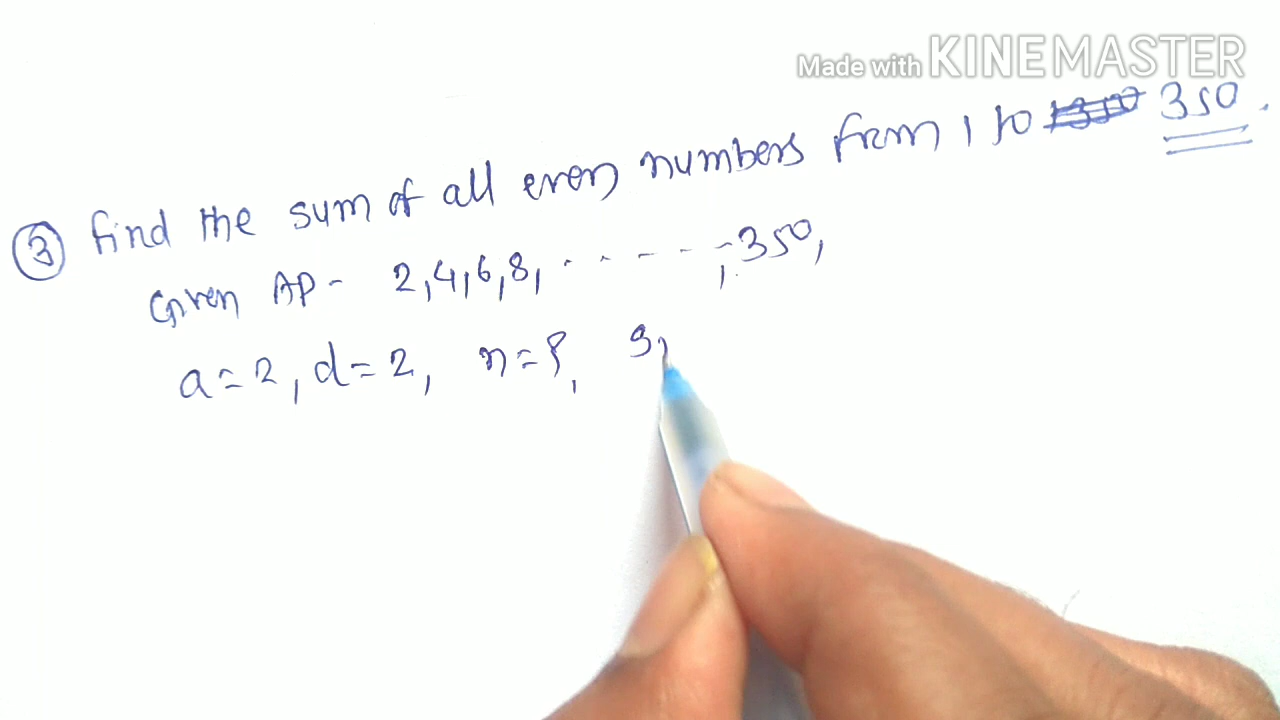 Made with KINEMASTER
③ Find the sum of all even numbers from 1 to 350.
Given AP - 2, 4, 6, 8, ------, 350,
a = 2, d = 2, n = ?, S